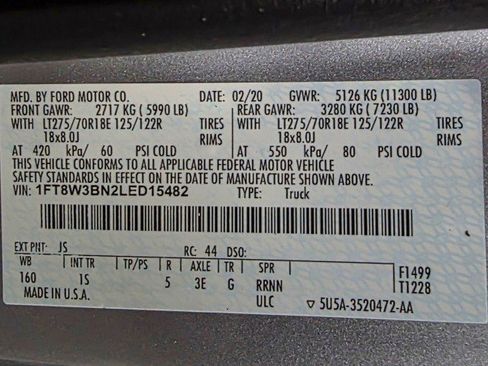 MFD. BY FORD MOTOR CO. DATE: 02/20 GVWR: 5126 KG (11300 LB)
FRONT GAWR: 2717 KG (5990 LB) REAR GAWR: 3280 KG (7230 LB)
WITH LT275/70R18E 125/122R TIRES WITH LT275/70R18E 125/122R TIRES
18x8.0J RIMS 18x8.0J RIMS
AT 420 kPa/ 60 PSI COLD AT 550 kPa/ 80 PSI COLD
THIS VEHICLE CONFORMS TO ALL APPLICABLE FEDERAL MOTOR VEHICLE
SAFETY STANDARDS IN EFFECT ON THE DATE OF MANUFACTURE SHOWN ABOVE.
VIN: 1FT8W3BN2LED15482 TYPE: Truck
EXT PNT: JS RC: 44 DSO:
WB INT TR TP/PS R AXLE TR SPR F1499
160 1S 5 3E G RRNN T1228
MADE IN U.S.A. ULC ▽ 5U5A-3520472-AA